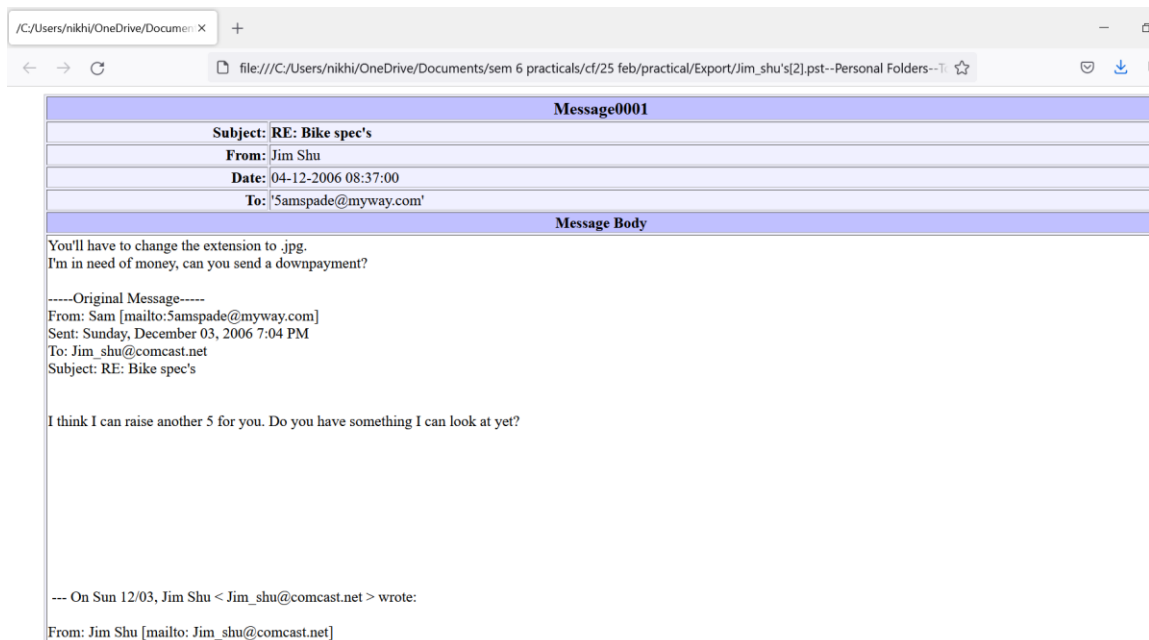 /C:/Users/nikhi/OneDrive/Documen
file:///C:/Users/nikhi/OneDrive/Documents/sem 6 practicals/cf/25 feb/practical/Export/Jim_shu's[2].pst--Personal Folders--
Message0001
Subject: RE: Bike spec's
From: Jim Shu
Date: 04-12-2006 08:37:00
To: '5amspade@myway.com'
Message Body
You'll have to change the extension to .jpg.
I'm in need of money, can you send a downpayment?
-----Original Message-----
From: Sam [mailto:5amspade@myway.com]
Sent: Sunday, December 03, 2006 7:04 PM
To: Jim_shu@comcast.net
Subject: RE: Bike spec's
I think I can raise another 5 for you. Do you have something I can look at yet?
--- On Sun 12/03, Jim Shu < Jim_shu@comcast.net > wrote:
From: Jim Shu [mailto: Jim_shu@comcast.net]